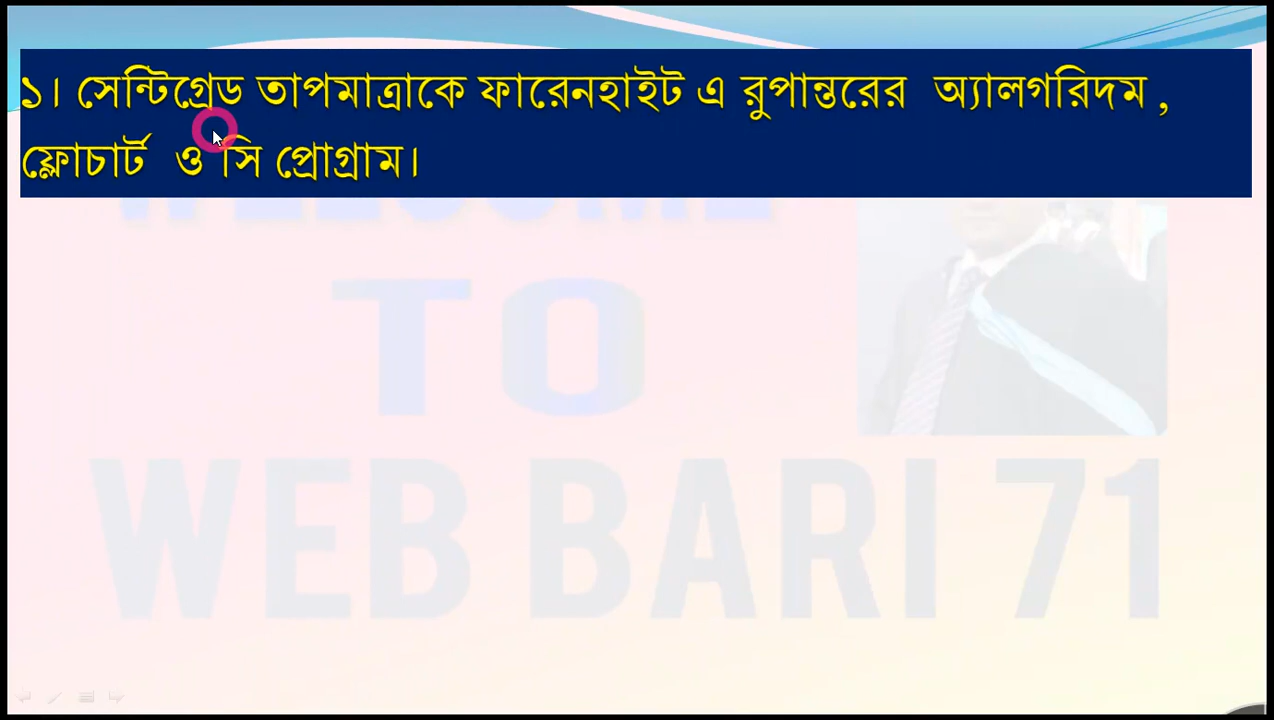 ১। সেন্টিগ্রেড তাপমাত্রাকে ফারেনহাইট এ রুপান্তরের অ্যালগরিদম ,
ফ্লোচার্ট ও সি প্রোগ্রাম।
WELCOME
TO
WEB BARI 71